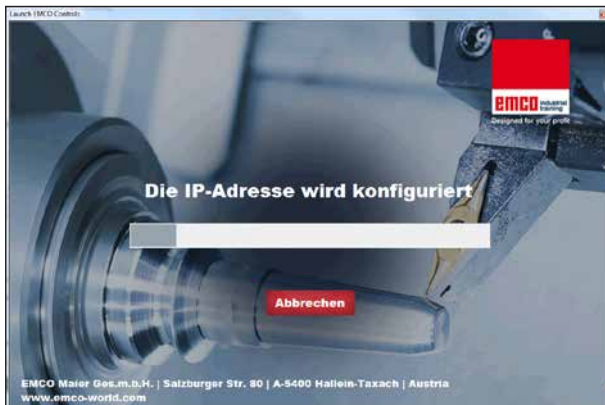 Launch EMCO Controls
emco industrial
training
Designed for your profit
Die IP-Adresse wird konfiguriert
Abbrechen
EMCO Maier Ges.m.b.H. | Salzburger Str. 80 | A-5400 Hallein-Taxach | Austria
www.emco-world.com